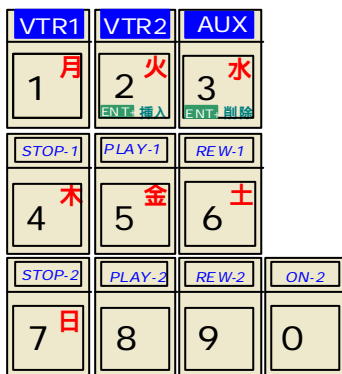 VTR1 VTR2 AUX
1 月 2 火 3 水
ENT+ 挿入 ENT+ 削除
STOP-1 PLAY-1 REW-1
4 木 5 金 6 土
STOP-2 PLAY-2 REW-2 ON-2
7 日 8 9 0